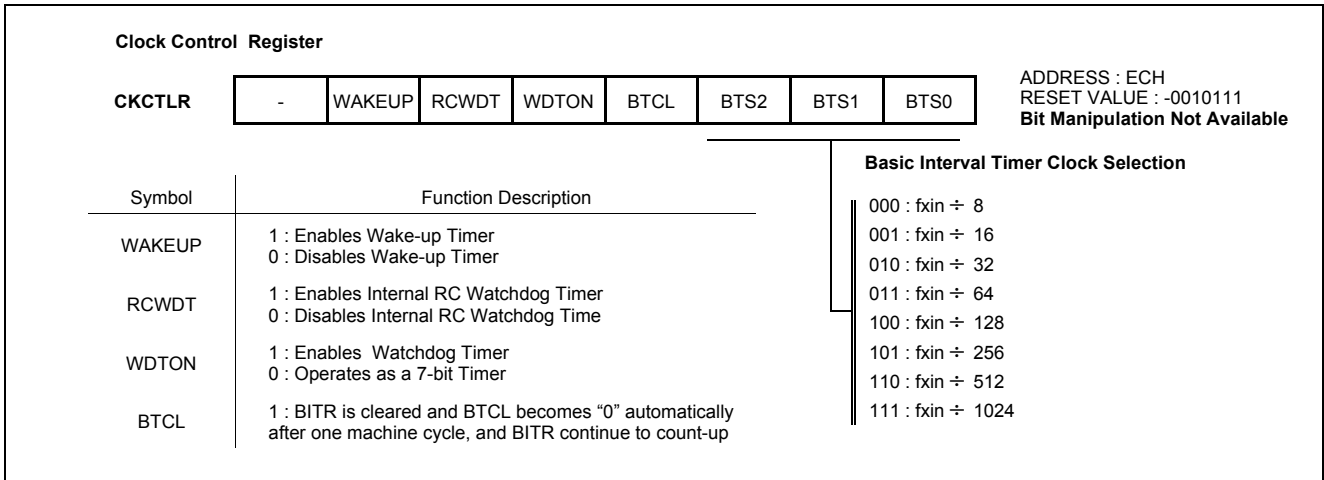 Clock Control Register
CKCTLR - WAKEUP RCWDT WDTON BTCL BTS2 BTS1 BTS0
ADDRESS : ECH
RESET VALUE : -0010111
Bit Manipulation Not Available
Symbol Function Description
WAKEUP
1 : Enables Wake-up Timer
0 : Disables Wake-up Timer
RCWDT
1 : Enables Internal RC Watchdog Timer
0 : Disables Internal RC Watchdog Time
WDTON
1 : Enables Watchdog Timer
0 : Operates as a 7-bit Timer
BTCL
1 : BITR is cleared and BTCL becomes “0” automatically
after one machine cycle, and BITR continue to count-up
Basic Interval Timer Clock Selection
000 : fxin ÷ 8
001 : fxin ÷ 16
010 : fxin ÷ 32
011 : fxin ÷ 64
100 : fxin ÷ 128
101 : fxin ÷ 256
110 : fxin ÷ 512
111 : fxin ÷ 1024